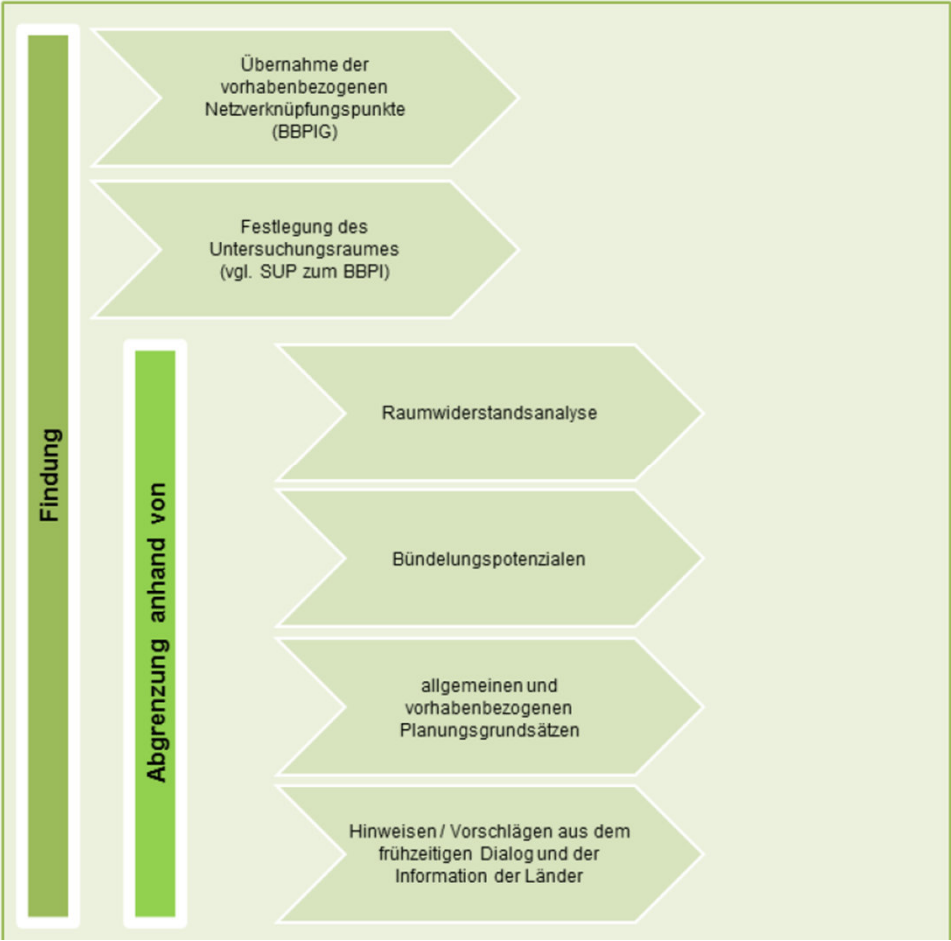 Findung
Übernahme der
vorhabenbezogenen
Netzverknüpfungspunkte
(BBPlG)
Festlegung des
Untersuchungsraumes
(vgl. SUP zum BBPl)
Abgrenzung anhand von
Raumwiderstandsanalyse
Bündelungspotenzialen
allgemeinen und
vorhabenbezogenen
Planungsgrundsätzen
Hinweisen / Vorschlägen aus dem
frühzeitigen Dialog und der
Information der Länder